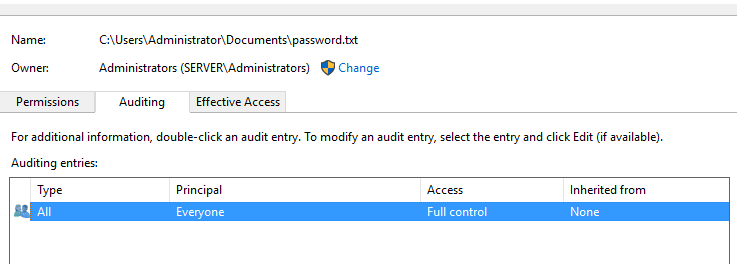 Name: C:\Users\Administrator\Documents\password.txt
Owner: Administrators (SERVER\Administrators) Change
Permissions Auditing Effective Access
For additional information, double-click an audit entry. To modify an audit entry, select the entry and click Edit (if available).
Auditing entries:
Type Principal Access Inherited from
All Everyone Full control None